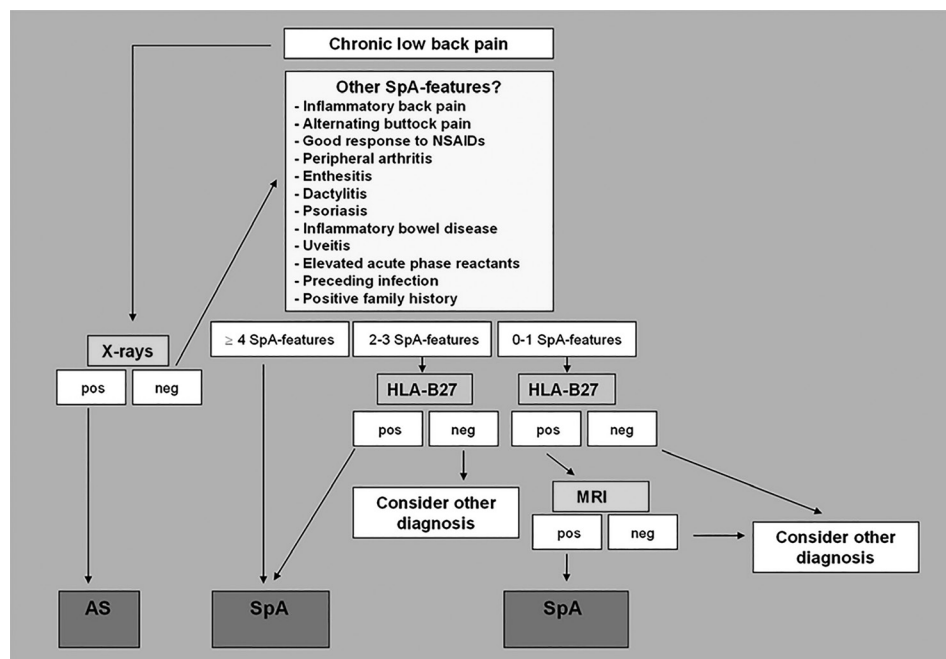 Chronic low back pain
Other SpA-features?
- Inflammatory back pain
- Alternating buttock pain
- Good response to NSAIDs
- Peripheral arthritis
- Enthesitis
- Dactylitis
- Psoriasis
- Inflammatory bowel disease
- Uveitis
- Elevated acute phase reactants
- Preceding infection
- Positive family history
X-rays
pos
neg
≥ 4 SpA-features
2-3 SpA-features
0-1 SpA-features
HLA-B27
HLA-B27
pos
neg
pos
neg
Consider other
diagnosis
MRI
pos
neg
Consider other
diagnosis
AS
SpA
SpA